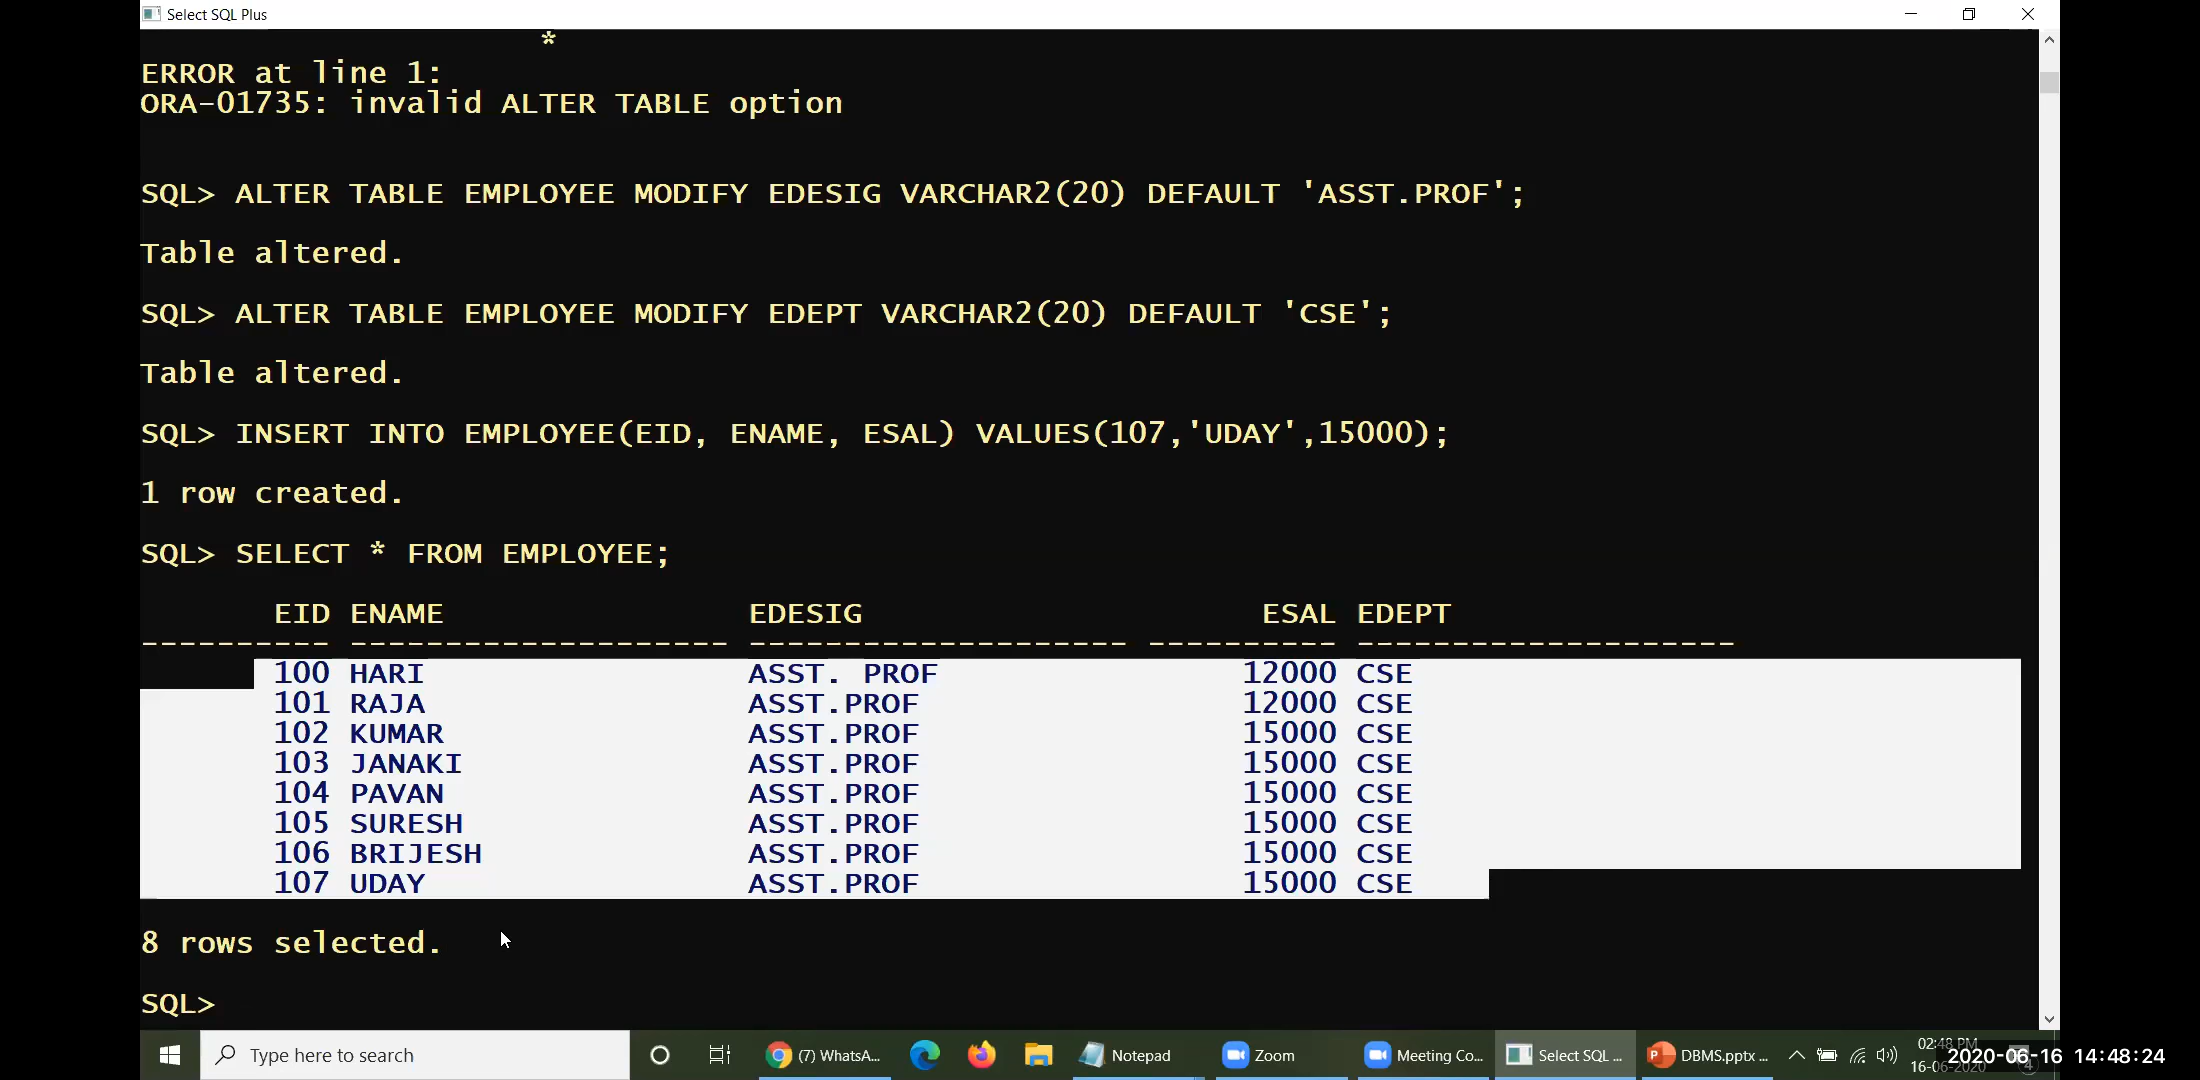 Select SQL Plus
*
ERROR at line 1:
ORA-01735: invalid ALTER TABLE option
SQL> ALTER TABLE EMPLOYEE MODIFY EDESIG VARCHAR2(20) DEFAULT 'ASST.PROF';
Table altered.
SQL> ALTER TABLE EMPLOYEE MODIFY EDEPT VARCHAR2(20) DEFAULT 'CSE';
Table altered.
SQL> INSERT INTO EMPLOYEE(EID, ENAME, ESAL) VALUES(107,'UDAY',15000);
1 row created.
SQL> SELECT * FROM EMPLOYEE;
EID ENAME EDESIG ESAL EDEPT
---------- -------------------- -------------------- ---------- --------------------
100 HARI ASST. PROF 12000 CSE
101 RAJA ASST.PROF 12000 CSE
102 KUMAR ASST.PROF 15000 CSE
103 JANAKI ASST.PROF 15000 CSE
104 PAVAN ASST.PROF 15000 CSE
105 SURESH ASST.PROF 15000 CSE
106 BRIJESH ASST.PROF 15000 CSE
107 UDAY ASST.PROF 15000 CSE
8 rows selected.
SQL>
Type here to search (7) WhatsA... Notepad Zoom Meeting Co... Select SQL ... DBMS.pptx ... 02:48 PM
16-06-2020 2020-06-16 14:48:24